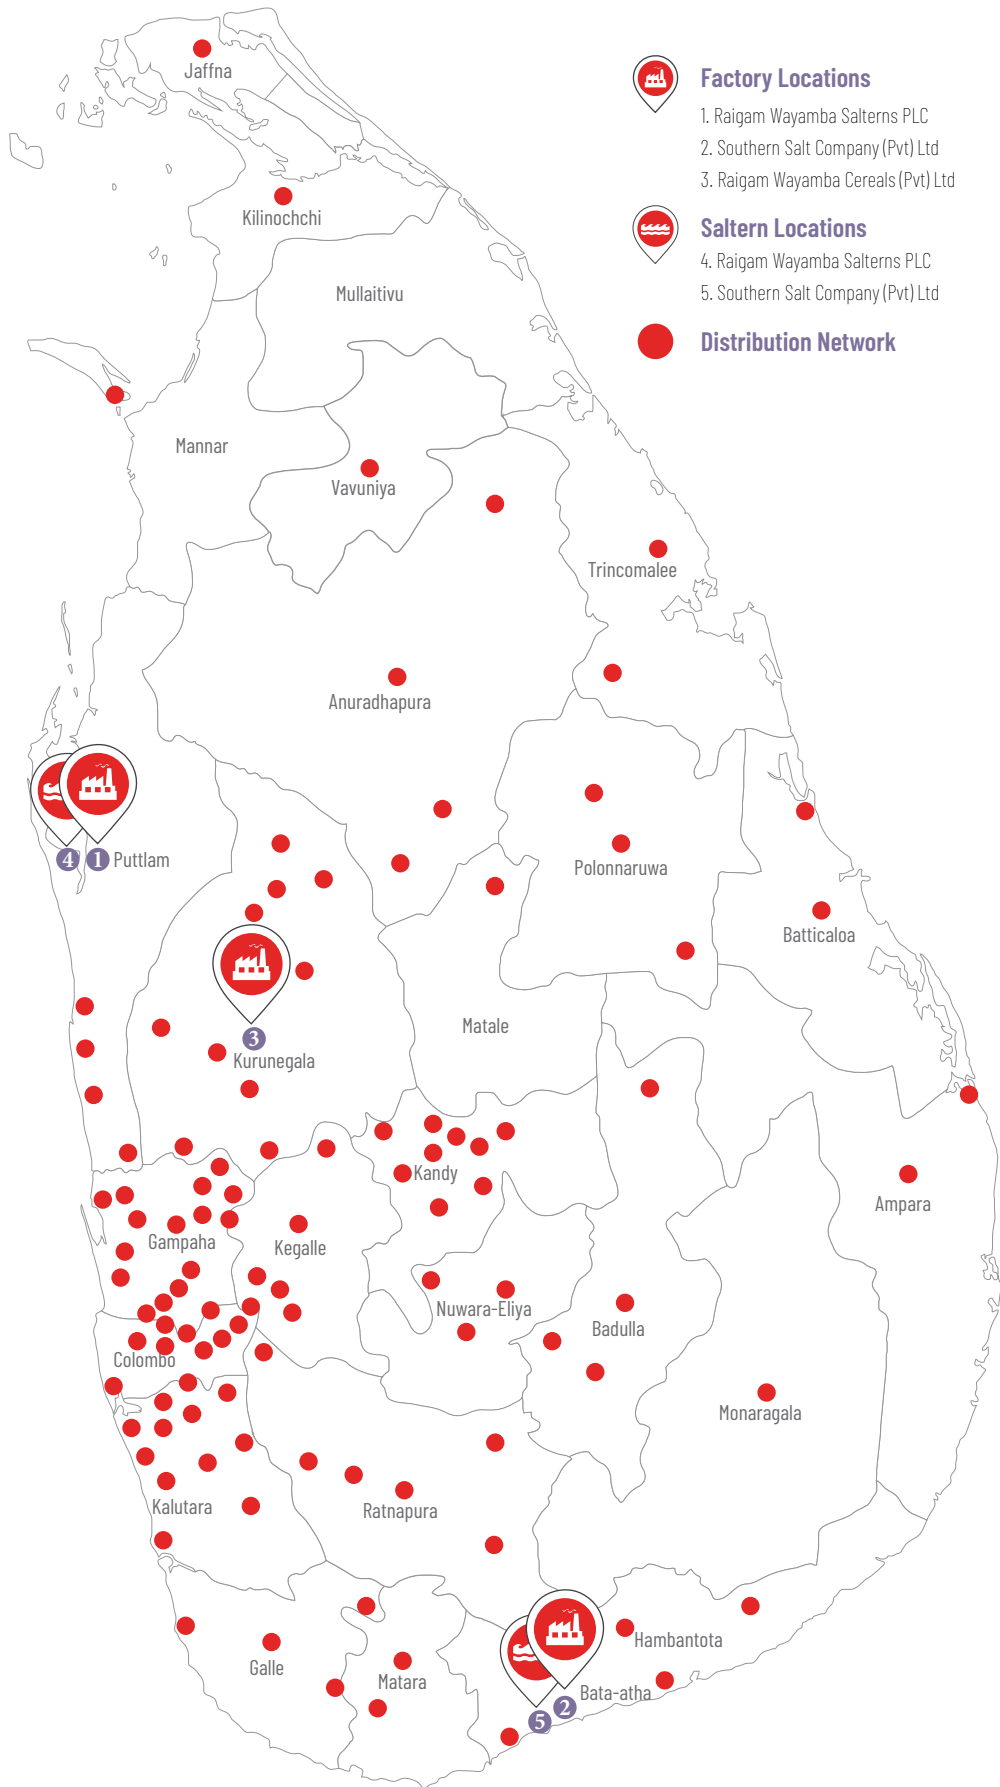 Jaffna
Factory Locations
1. Raigam Wayamba Salterns PLC
2. Southern Salt Company (Pvt) Ltd
3. Raigam Wayamba Cereals (Pvt) Ltd
Kilinochchi
Saltern Locations
4. Raigam Wayamba Salterns PLC
5. Southern Salt Company (Pvt) Ltd
Mullaitivu
Distribution Network
Mannar
Vavuniya
Trincomalee
Anuradhapura
4 1 Puttlam
Polonnaruwa
Batticaloa
Matale
3
Kurunegala
Kandy
Ampara
Gampaha
Kegalle
Nuwara-Eliya
Badulla
Colombo
Monaragala
Kalutara
Ratnapura
Hambantota
Galle
Matara
Bata-atha
5 2